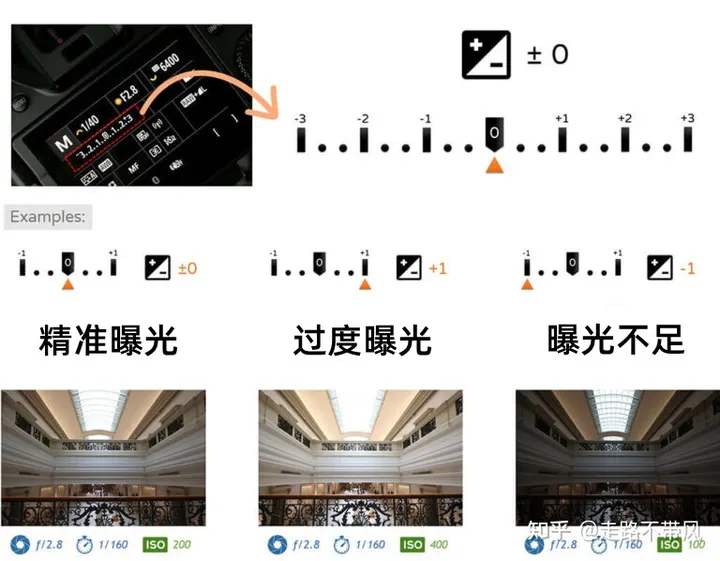 ± 0
M 1/40 F2.8 6400
-3..2..1..0..1..2..+3
MF
-3 -2 -1 0 +1 +2 +3
Examples:
-1 0 +1 ±0
-1 0 +1 +1
-1 0 +1 -1
精准曝光
过度曝光
曝光不足
f/2.8 1/160 ISO 200
f/2.8 1/160 ISO 400
f/2.8 1/160 ISO 100
知乎 @走路不带风